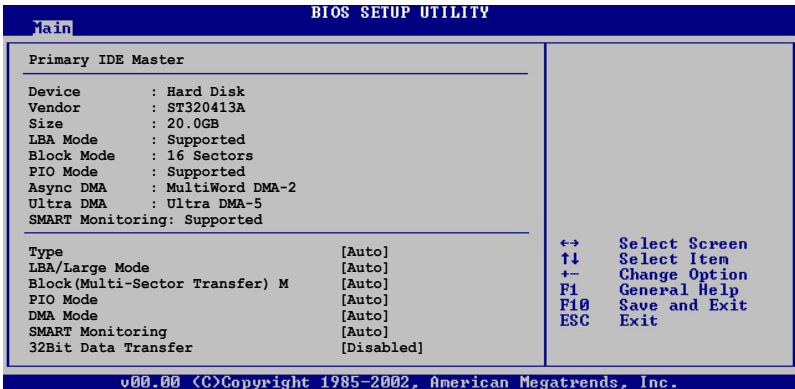 BIOS SETUP UTILITY
Main
Primary IDE Master
Device : Hard Disk
Vendor : ST320413A
Size : 20.0GB
LBA Mode : Supported
Block Mode : 16 Sectors
PIO Mode : Supported
Async DMA : MultiWord DMA-2
Ultra DMA : Ultra DMA-5
SMART Monitoring: Supported
Type [Auto]
LBA/Large Mode [Auto]
Block(Multi-Sector Transfer) M [Auto]
PIO Mode [Auto]
DMA Mode [Auto]
SMART Monitoring [Auto]
32Bit Data Transfer [Disabled]
←→ Select Screen
↑↓ Select Item
+- Change Option
F1 General Help
F10 Save and Exit
ESC Exit
v00.00 (C)Copyright 1985-2002, American Megatrends, Inc.